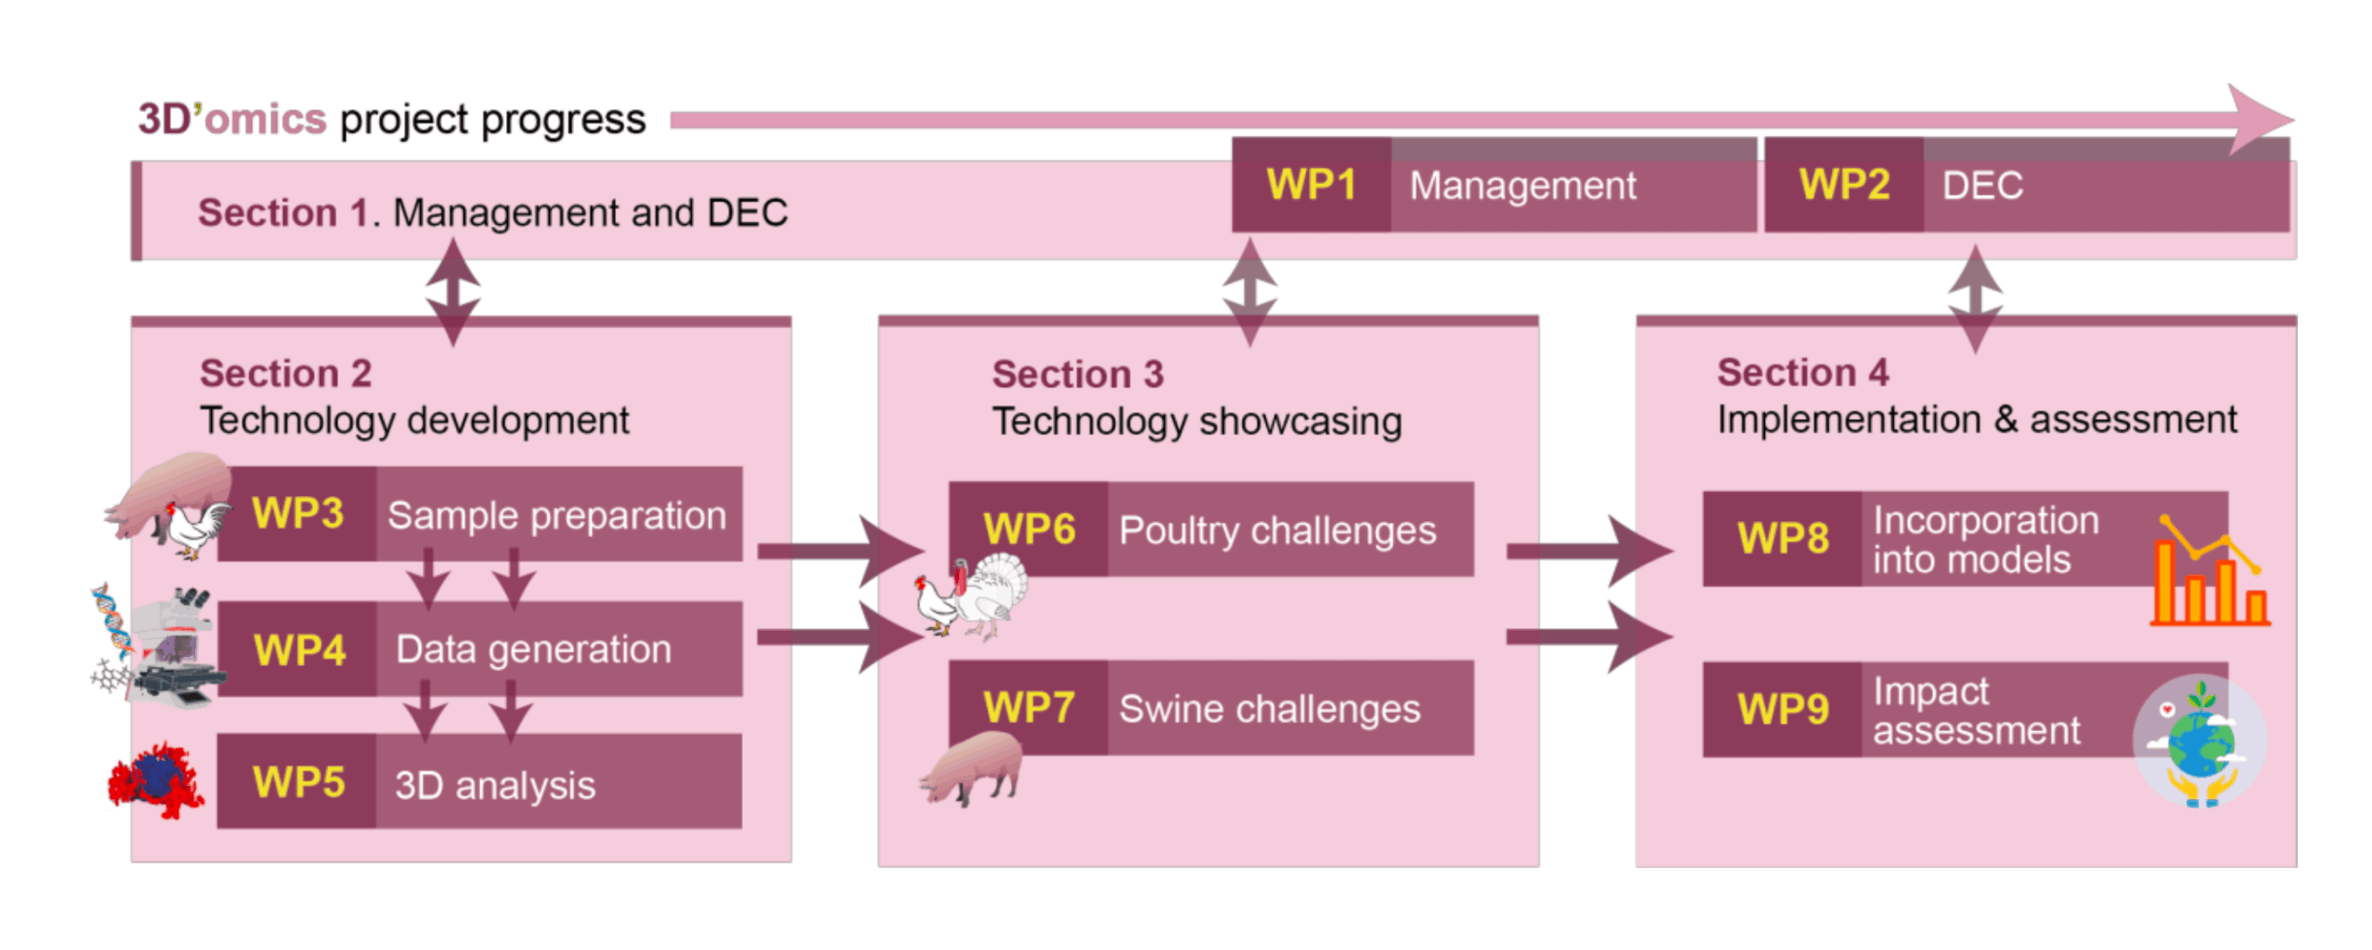 3D'omics project progress
Section 1. Management and DEC
WP1 Management
WP2 DEC
Section 2
Technology development
WP3 Sample preparation
WP4 Data generation
WP5 3D analysis
Section 3
Technology showcasing
WP6 Poultry challenges
WP7 Swine challenges
Section 4
Implementation & assessment
WP8 Incorporation
into models
WP9 Impact
assessment